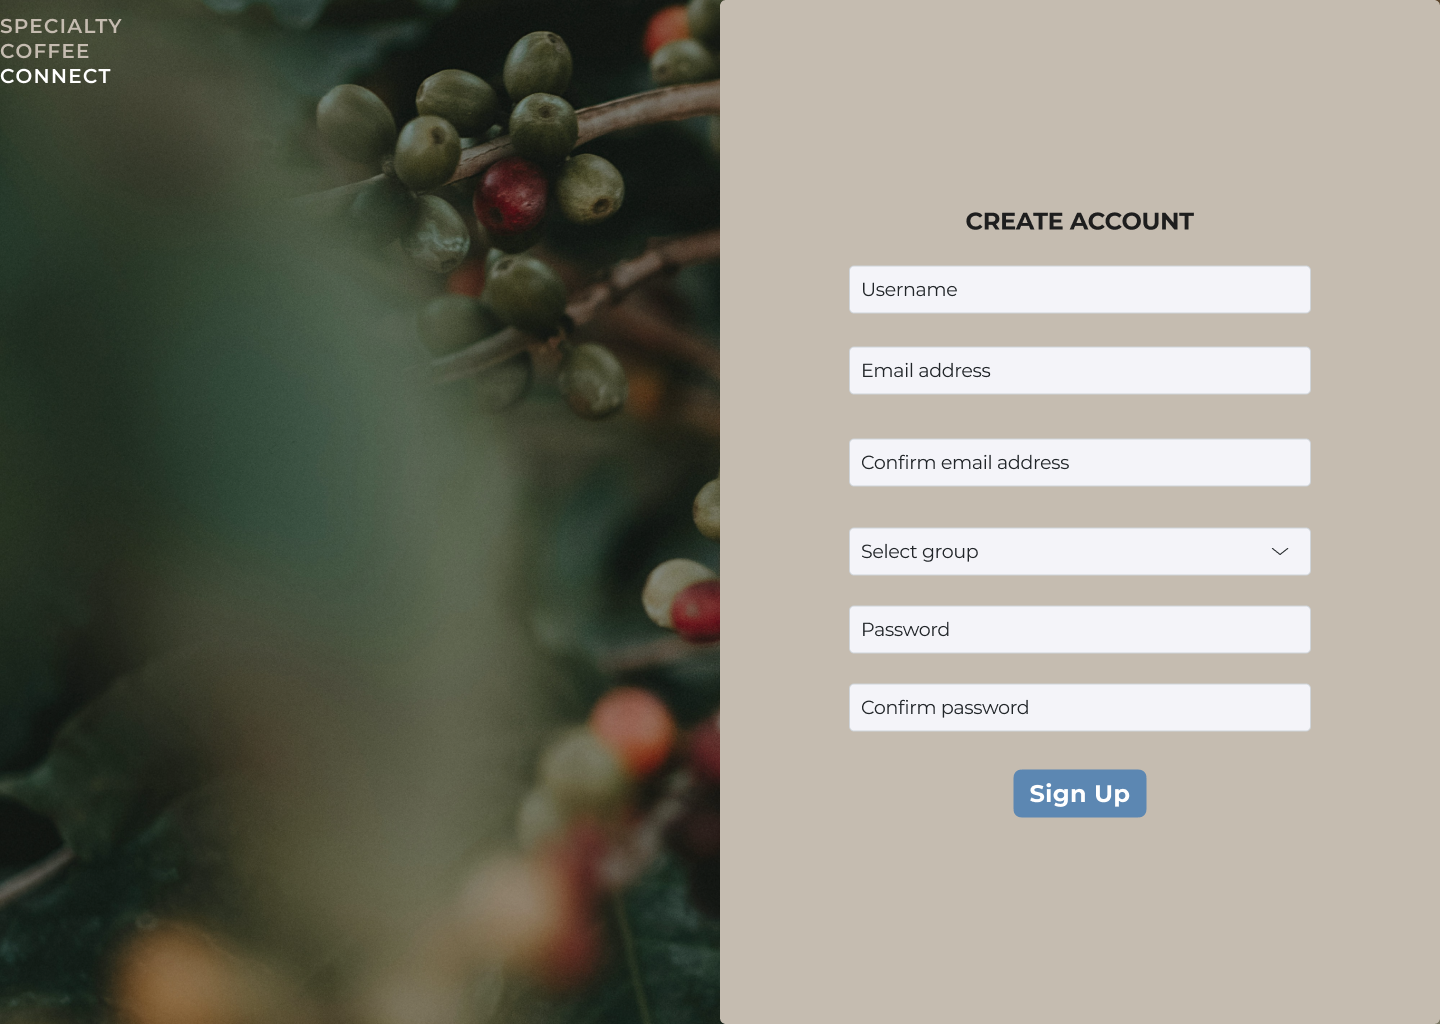 SPECIALTY
COFFEE
CONNECT
CREATE ACCOUNT
Username
Email address
Confirm email address
Select group
Password
Confirm password
Sign Up